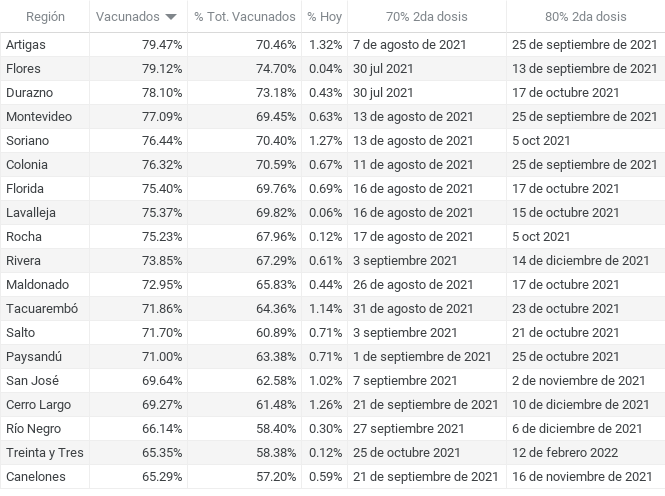 Región Vacunados % Tot. Vacunados % Hoy 70% 2da dosis 80% 2da dosis
Artigas 79.47% 70.46% 1.32% 7 de agosto de 2021 25 de septiembre de 2021
Flores 79.12% 74.70% 0.04% 30 jul 2021 13 de septiembre de 2021
Durazno 78.10% 73.18% 0.43% 30 jul 2021 17 de octubre 2021
Montevideo 77.09% 69.45% 0.63% 13 de agosto de 2021 25 de septiembre de 2021
Soriano 76.44% 70.40% 1.27% 13 de agosto de 2021 5 oct 2021
Colonia 76.32% 70.59% 0.67% 11 de agosto de 2021 25 de septiembre de 2021
Florida 75.40% 69.76% 0.69% 16 de agosto de 2021 17 de octubre 2021
Lavalleja 75.37% 69.82% 0.06% 16 de agosto de 2021 15 de octubre 2021
Rocha 75.23% 67.96% 0.12% 17 de agosto de 2021 5 oct 2021
Rivera 73.85% 67.29% 0.61% 3 septiembre 2021 14 de diciembre de 2021
Maldonado 72.95% 65.83% 0.44% 26 de agosto de 2021 17 de octubre 2021
Tacuarembó 71.86% 64.36% 1.14% 31 de agosto de 2021 23 de octubre 2021
Salto 71.70% 60.89% 0.71% 3 septiembre 2021 21 de octubre 2021
Paysandú 71.00% 63.38% 0.71% 1 de septiembre de 2021 25 de octubre 2021
San José 69.64% 62.58% 1.02% 7 septiembre 2021 2 de noviembre de 2021
Cerro Largo 69.27% 61.48% 1.26% 21 de septiembre de 2021 10 de diciembre de 2021
Río Negro 66.14% 58.40% 0.30% 27 septiembre 2021 6 de diciembre de 2021
Treinta y Tres 65.35% 58.38% 0.12% 25 de octubre de 2021 12 de febrero 2022
Canelones 65.29% 57.20% 0.59% 21 de septiembre de 2021 16 de noviembre de 2021